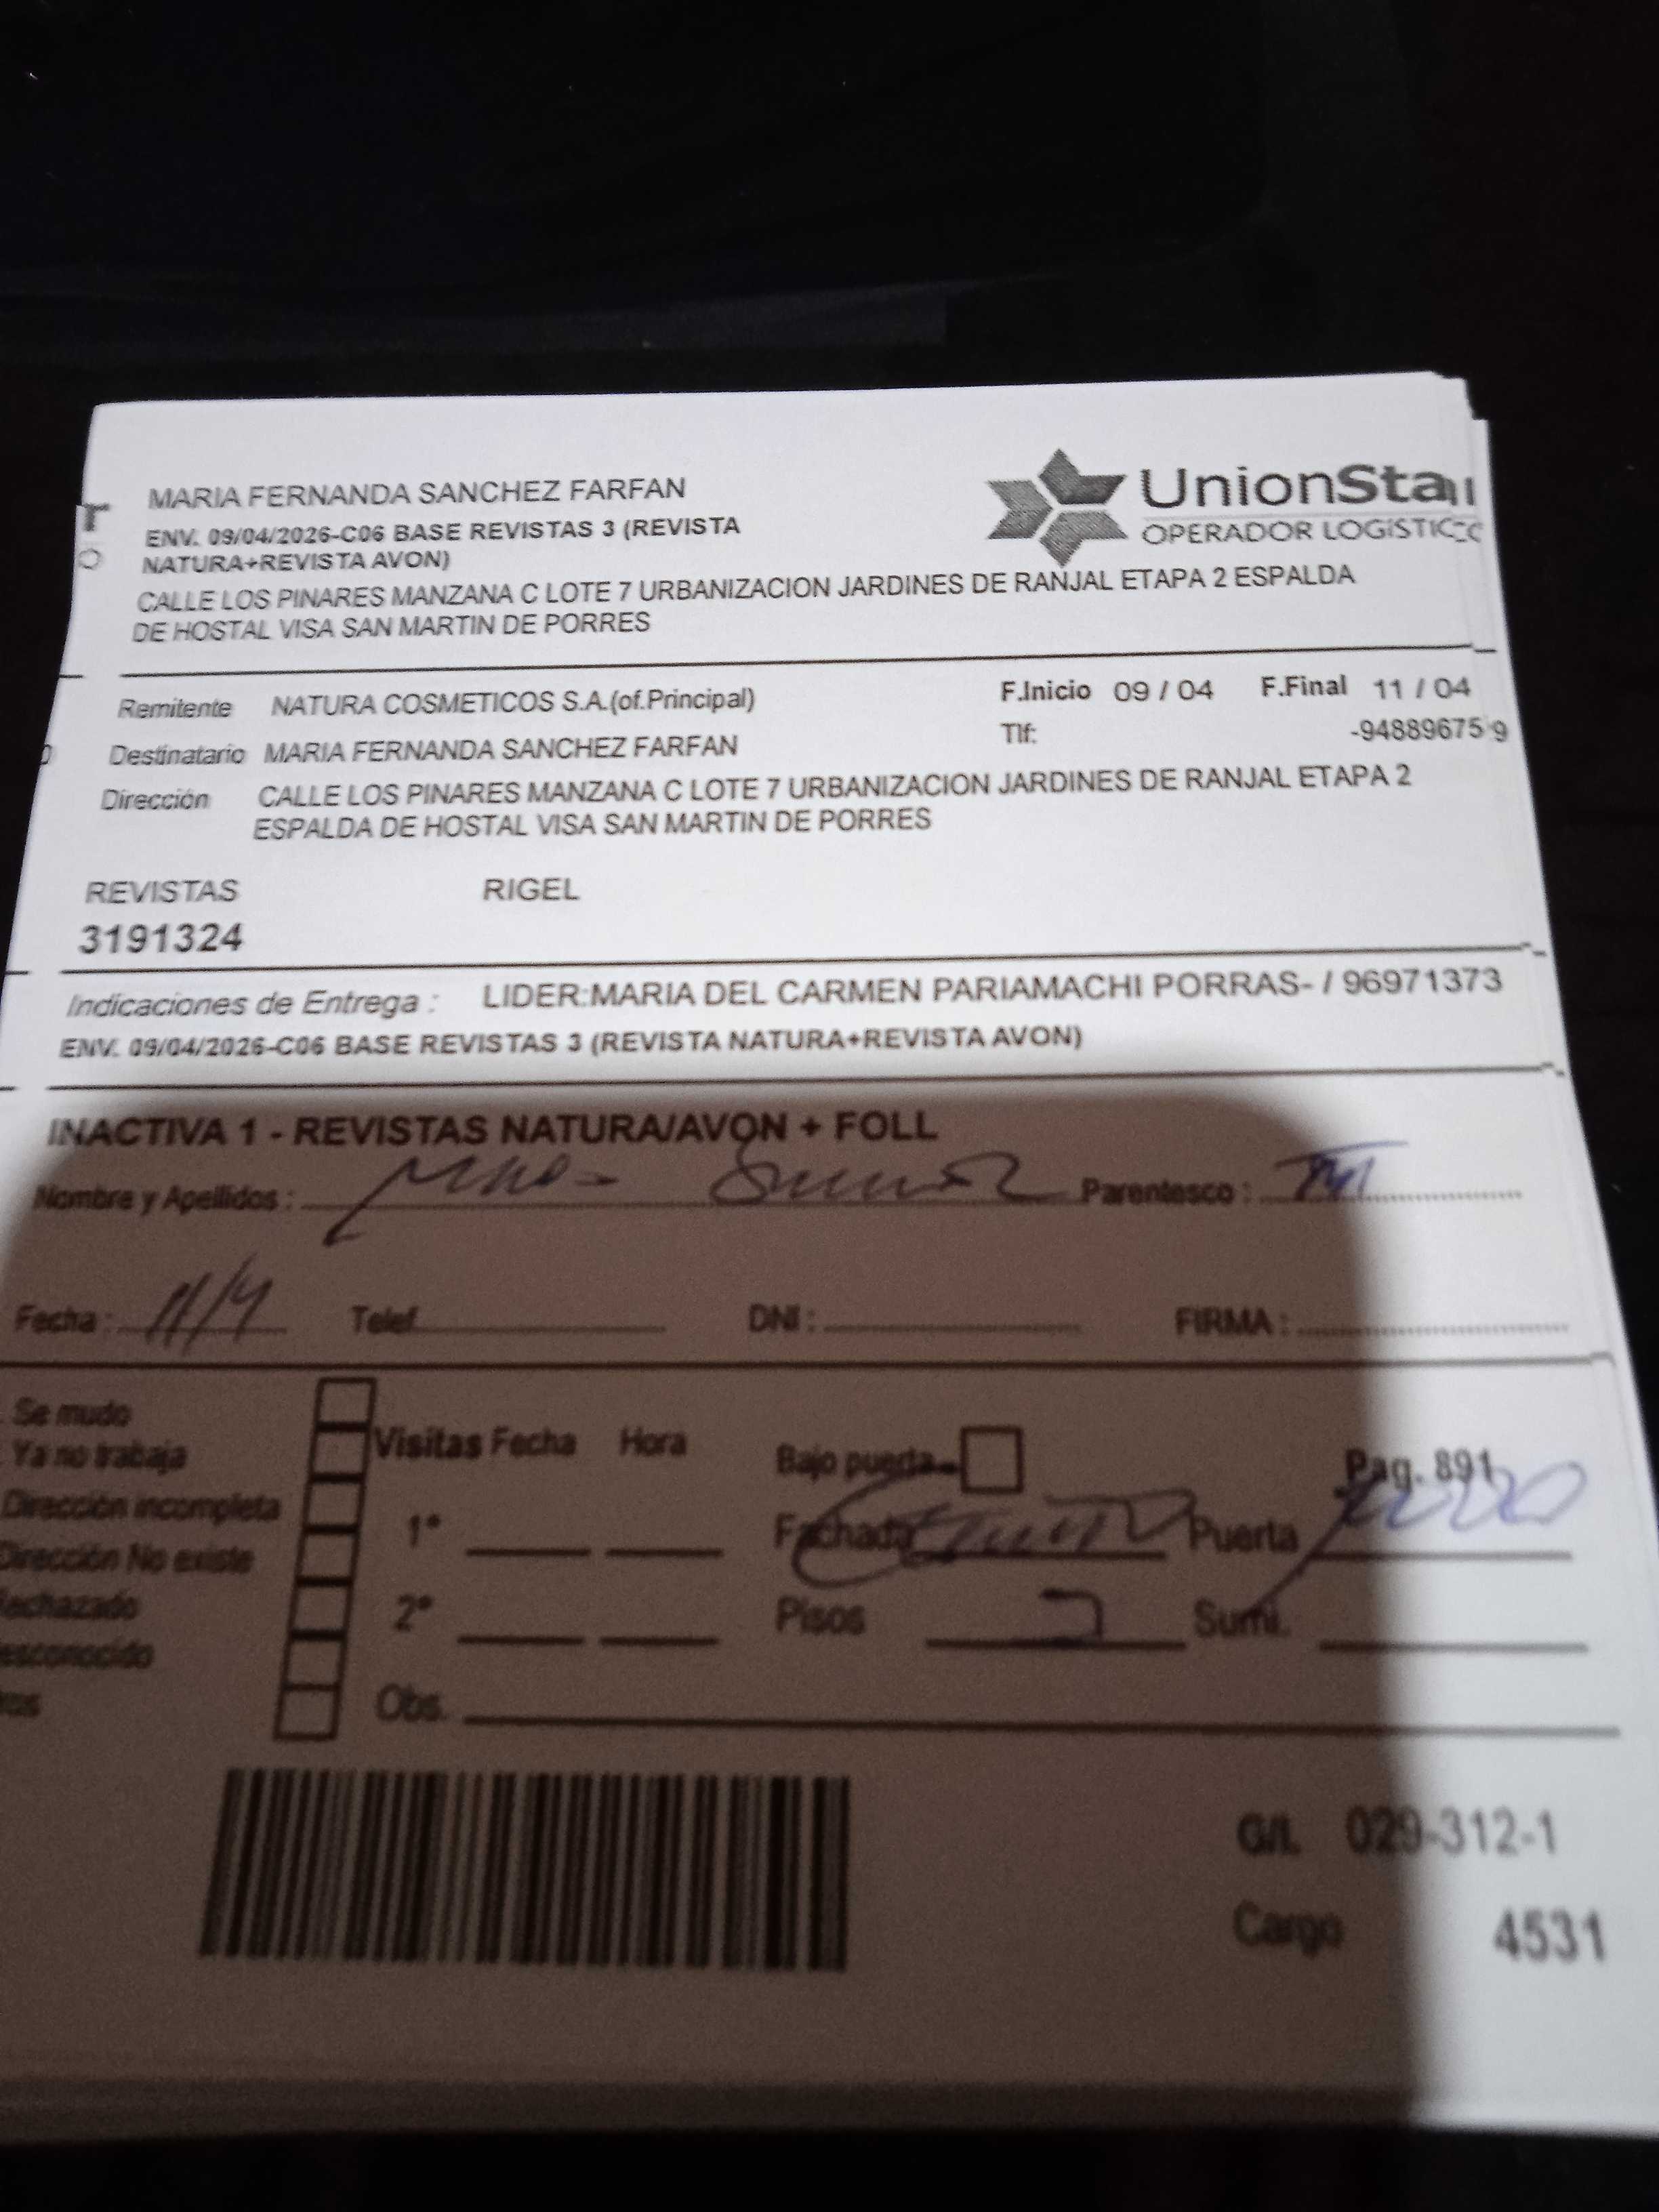 MARIA FERNANDA SANCHEZ FARFAN
ENV. 09/04/2026-C06 BASE REVISTAS 3 (REVISTA
NATURA+REVISTA AVON)
CALLE LOS PINARES MANZANA C LOTE 7 URBANIZACION JARDINES DE RANJAL ETAPA 2 ESPALDA
DE HOSTAL VISA SAN MARTIN DE PORRES
UnionStar
OPERADOR LOGÍSTICO
Remitente NATURA COSMETICOS S.A.(of.Principal)
F.Inicio 09 / 04 F.Final 11 / 04
Destinatario MARIA FERNANDA SANCHEZ FARFAN
Tlf: -948896759
Dirección CALLE LOS PINARES MANZANA C LOTE 7 URBANIZACION JARDINES DE RANJAL ETAPA 2
ESPALDA DE HOSTAL VISA SAN MARTIN DE PORRES
REVISTAS RIGEL
3191324
Indicaciones de Entrega : LIDER:MARIA DEL CARMEN PARIAMACHI PORRAS- / 96971373
ENV. 09/04/2026-C06 BASE REVISTAS 3 (REVISTA NATURA+REVISTA AVON)
INACTIVA 1 - REVISTAS NATURA/AVON + FOLL
Nombre y Apellidos : Parentesco : TIT
Fecha : 11/4 Telef. DNI : FIRMA :
Se mudo
Ya no trabaja
Dirección incompleta
Dirección No existe
Rechazado
Desconocido
Visitas Fecha Hora
1°
2°
Obs.
Bajo puerta
Pag. 891
Fachada Puerta
Pisos Sumi.
G/L 029-312-1
Cargo 4531